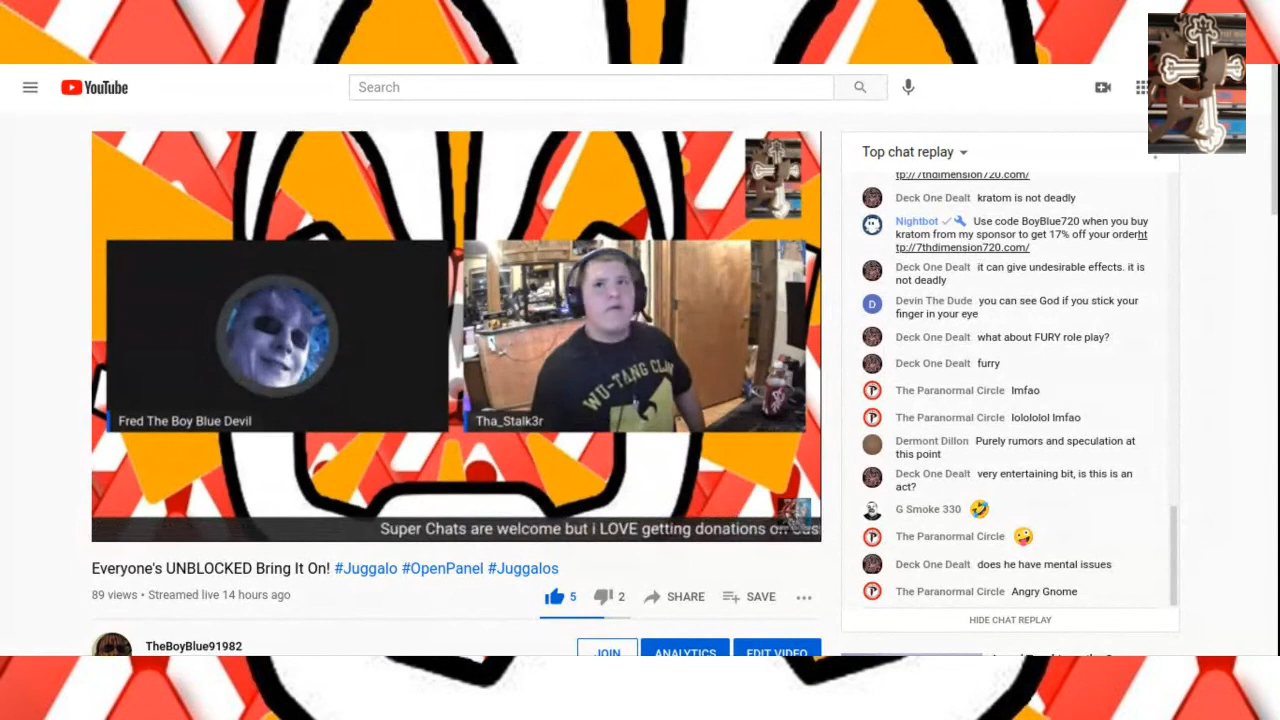 YouTube
Search
Top chat replay
tp://7thdimension720.com/
Deck One Dealt kratom is not deadly
Nightbot Use code BoyBlue720 when you buy
kratom from my sponsor to get 17% off your orderht
tp://7thdimension720.com/
Deck One Dealt it can give undesirable effects. it is
not deadly
D
Devin The Dude you can see God if you stick your
finger in your eye
Deck One Dealt what about FURY role play?
Deck One Dealt furry
The Paranormal Circle lmfao
The Paranormal Circle lolololol lmfao
Dermont Dillon Purely rumors and speculation at
this point
Deck One Dealt very entertaining bit, is this is an
act?
G Smoke 330
The Paranormal Circle
Deck One Dealt does he have mental issues
The Paranormal Circle Angry Gnome
HIDE CHAT REPLAY
WU-TANG CLAN
Fred The Boy Blue Devil
Tha_Stalk3r
Super Chats are welcome but i LOVE getting donations on
Everyone's UNBLOCKED Bring It On! #Juggalo #OpenPanel #Juggalos
89 views • Streamed live 14 hours ago
5
2
SHARE
SAVE
TheBoyBlue91982
JOIN
ANALYTICS
EDIT VIDEO